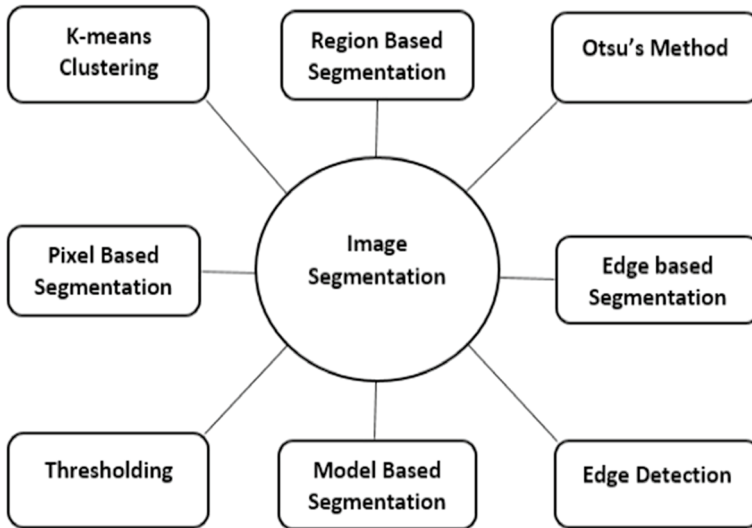 K-means
Clustering
Region Based
Segmentation
Otsu's Method
Pixel Based
Segmentation
Image
Segmentation
Edge based
Segmentation
Thresholding
Model Based
Segmentation
Edge Detection